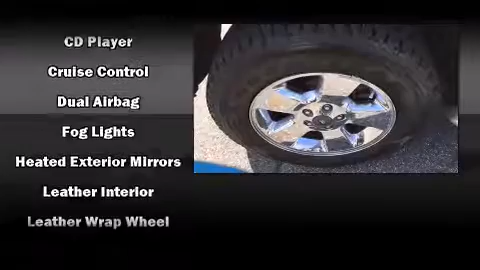 CD Player
Cruise Control
Dual Airbag
Fog Lights
Heated Exterior Mirrors
Leather Interior
Leather Wrap Wheel